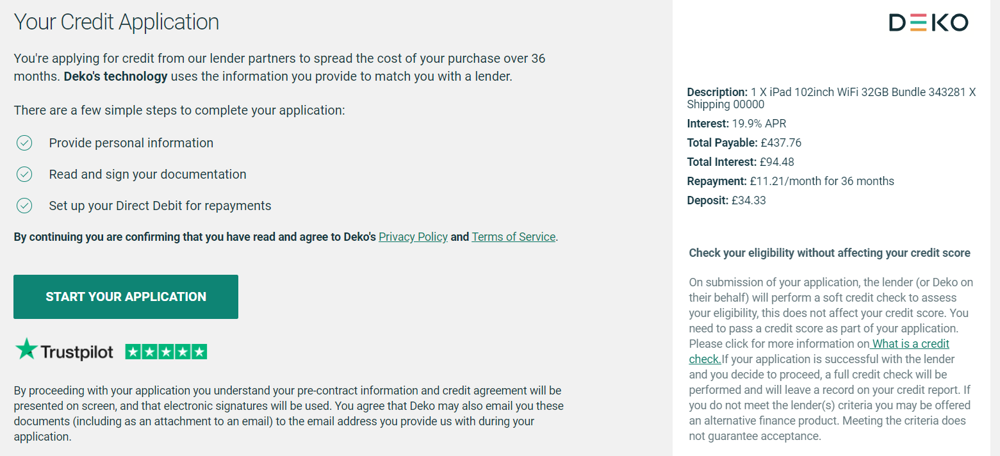 Your Credit Application
You're applying for credit from our lender partners to spread the cost of your purchase over 36
months. Deko's technology uses the information you provide to match you with a lender.
There are a few simple steps to complete your application:
Provide personal information
Read and sign your documentation
Set up your Direct Debit for repayments
By continuing you are confirming that you have read and agree to Deko's Privacy Policy and Terms of Service.
START YOUR APPLICATION
Trustpilot
By proceeding with your application you understand your pre-contract information and credit agreement will be
presented on screen, and that electronic signatures will be used. You agree that Deko may also email you these
documents (including as an attachment to an email) to the email address you provide us with during your
application.
DEKO
Description: 1 X iPad 102inch WiFi 32GB Bundle 343281 X
Shipping 00000
Interest: 19.9% APR
Total Payable: £437.76
Total Interest: £94.48
Repayment: £11.21/month for 36 months
Deposit: £34.33
Check your eligibility without affecting your credit score
On submission of your application, the lender (or Deko on
their behalf) will perform a soft credit check to assess
your eligibility, this does not affect your credit score. You
need to pass a credit score as part of your application.
Please click for more information on What is a credit
check.If your application is successful with the lender
and you decide to proceed, a full credit check will be
performed and will leave a record on your credit report. If
you do not meet the lender(s) criteria you may be offered
an alternative finance product. Meeting the criteria does
not guarantee acceptance.